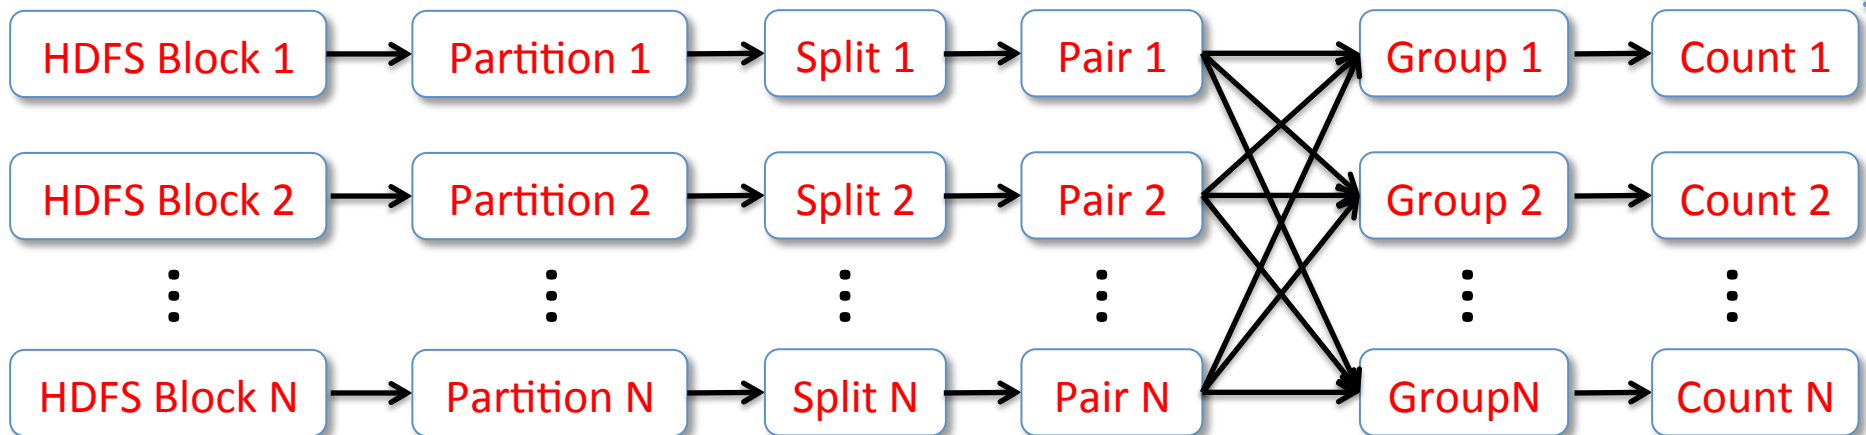 HDFS Block 1 Partition 1 Split 1 Pair 1 Group 1 Count 1
HDFS Block 2 Partition 2 Split 2 Pair 2 Group 2 Count 2
HDFS Block N Partition N Split N Pair N GroupN Count N